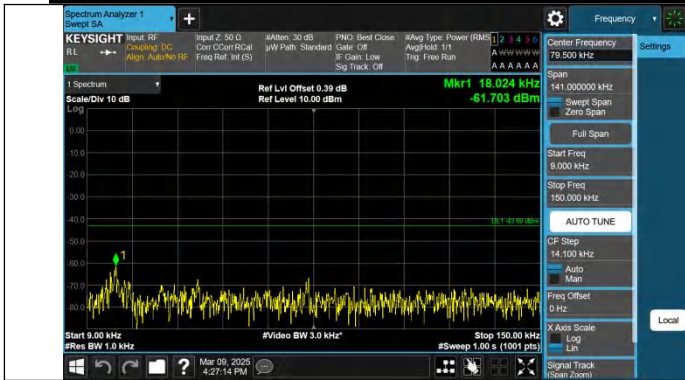 Spectrum Analyzer 1
Swept SA
Frequency
KEYSIGHT
RL
Input: RF
Coupling: DC
Align: Auto/No RF
Input Z: 50 Ω
Corr CCorr RCal
Freq Ref: Int (S)
#Atten: 30 dB
µW Path: Standard
PNO: Best Close
Gate: Off
IF Gain: Low
Sig Track: Off
#Avg Type: Power (RMS
Avg|Hold: 1/1
Trig: Free Run
1 2 3 4 5 6
A W W W W W
A A A A A A
1 Spectrum
Scale/Div 10 dB
Log
Ref Lvl Offset 0.39 dB
Ref Level 10.00 dBm
Mkr1 18.024 kHz
-61.703 dBm
0.00
-10.0
-20.0
-30.0
-40.0
-50.0
-60.0
-70.0
-80.0
1
Start 9.00 kHz
#Res BW 1.0 kHz
#Video BW 3.0 kHz*
Stop 150.00 kHz
#Sweep 1.00 s (1001 pts)
?
Mar 09, 2025
4:27:14 PM
Center Frequency
79.500 kHz
Span
141.000000 kHz
Swept Span
Zero Span
Full Span
Start Freq
9.000 kHz
Stop Freq
150.000 kHz
AUTO TUNE
CF Step
14.100 kHz
Auto
Man
Freq Offset
0 Hz
X Axis Scale
Log
Lin
Signal Track
(Span Zoom)
Settings
Local